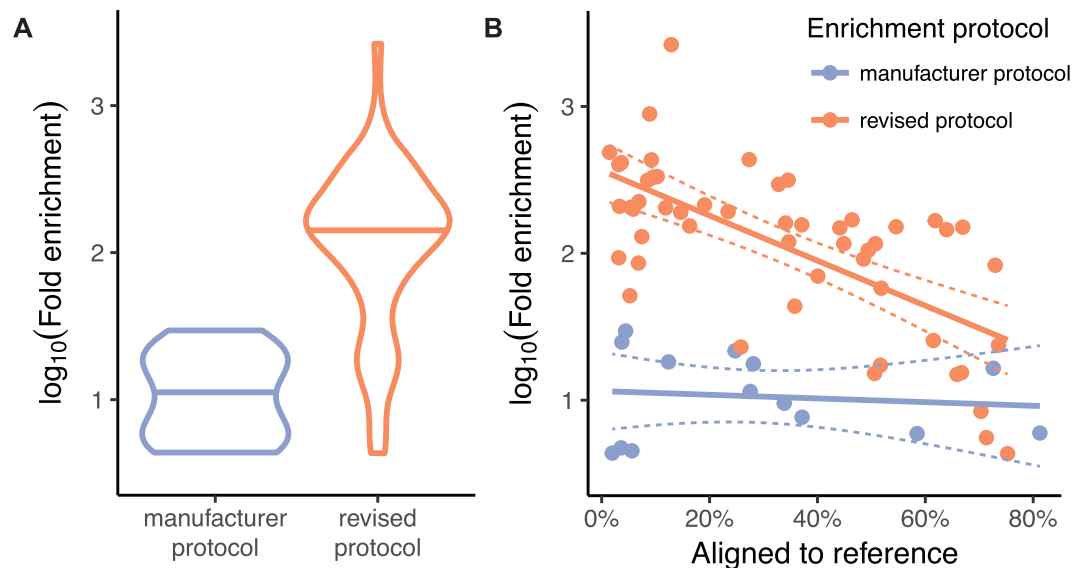 A
log₁₀(Fold enrichment)
3
2
1
manufacturer
protocol
revised
protocol
B
log₁₀(Fold enrichment)
3
2
1
Enrichment protocol
manufacturer protocol
revised protocol
0% 20% 40% 60% 80%
Aligned to reference